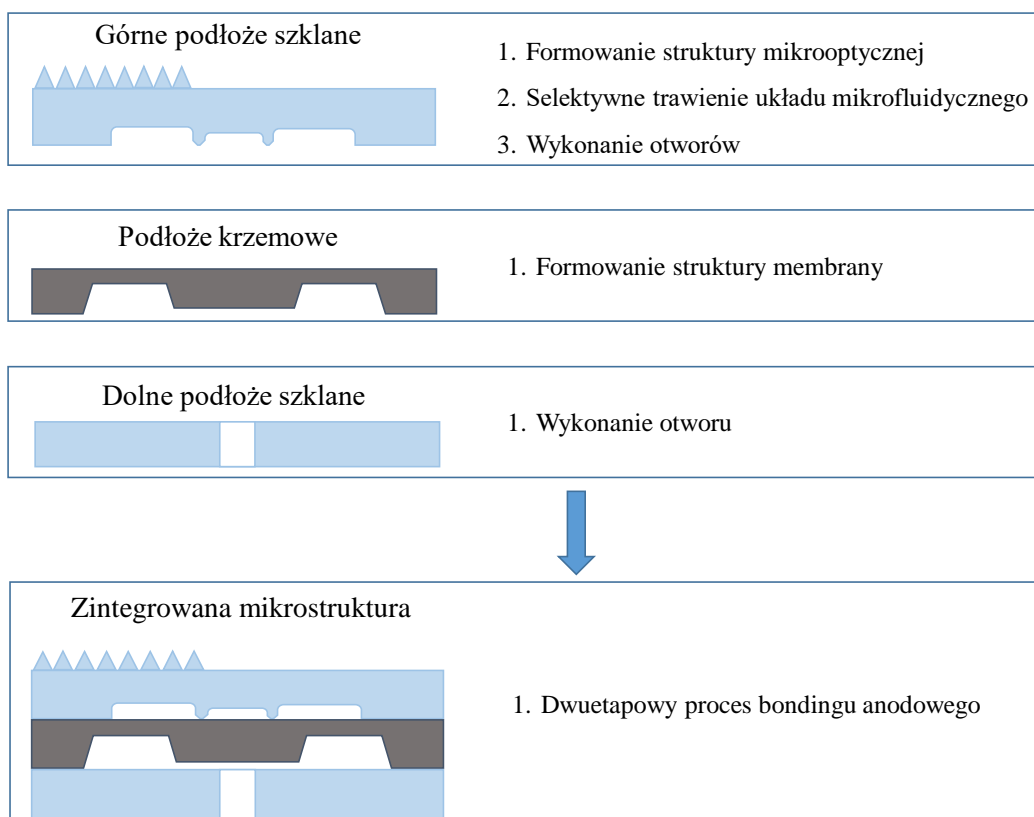 Górne podłoże szklane
1. Formowanie struktury mikrooptycznej
2. Selektywne trawienie układu mikrofluidycznego
3. Wykonanie otworów
Podłoże krzemowe
1. Formowanie struktury membrany
Dolne podłoże szklane
1. Wykonanie otworu
Zintegrowana mikrostruktura
1. Dwuetapowy proces bondingu anodowego